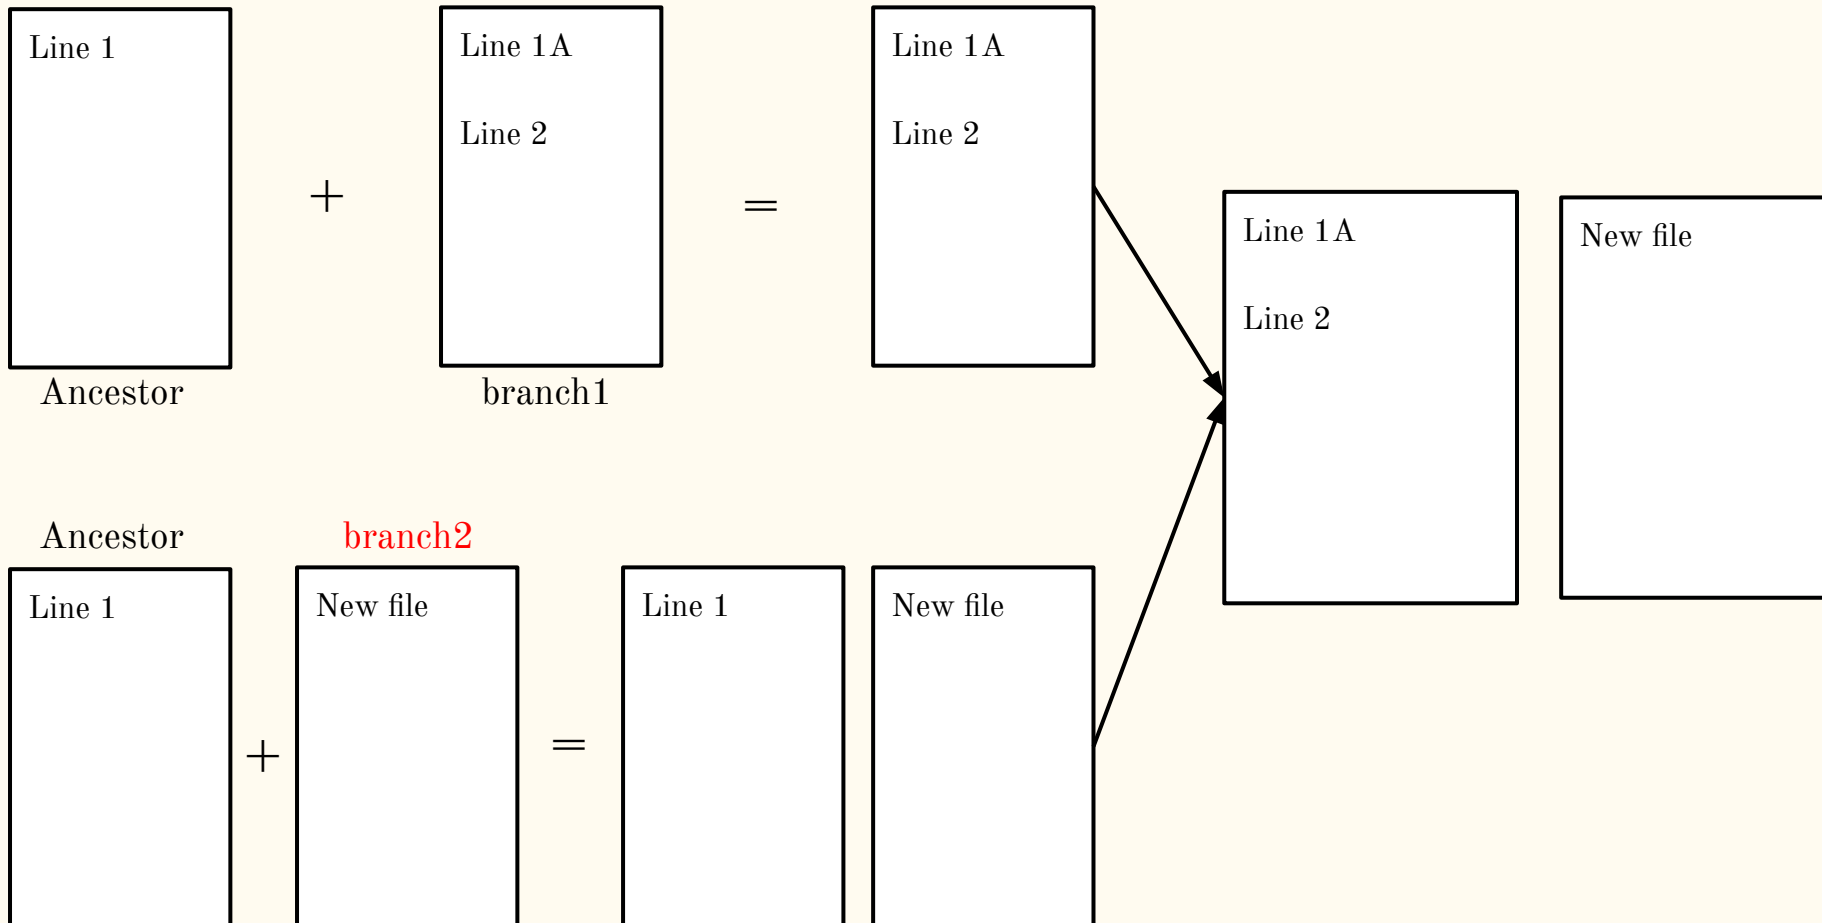 Line 1
Line 1A
Line 2
Line 1A
Line 2
+
=
Ancestor
branch1
Line 1A
Line 2
New file
Ancestor
branch2
Line 1
New file
Line 1
New file
+
=